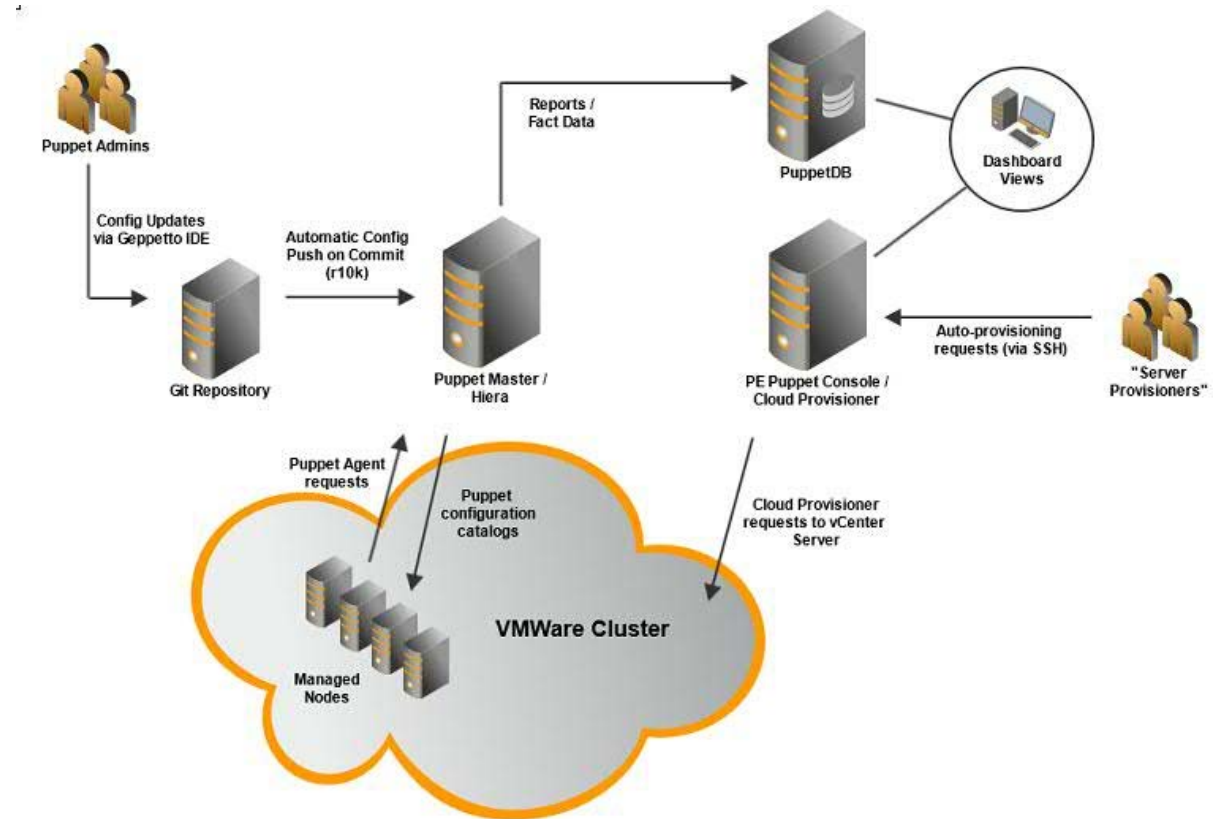 Puppet Admins
Config Updates
via Geppetto IDE
Git Repository
Automatic Config
Push on Commit
(r10k)
Puppet Master /
Hiera
Reports /
Fact Data
PuppetDB
Dashboard
Views
PE Puppet Console /
Cloud Provisioner
Auto-provisioning
requests (via SSH)
"Server
Provisioners"
Puppet Agent
requests
Puppet
configuration
catalogs
Cloud Provisioner
requests to vCenter
Server
VMWare Cluster
Managed
Nodes